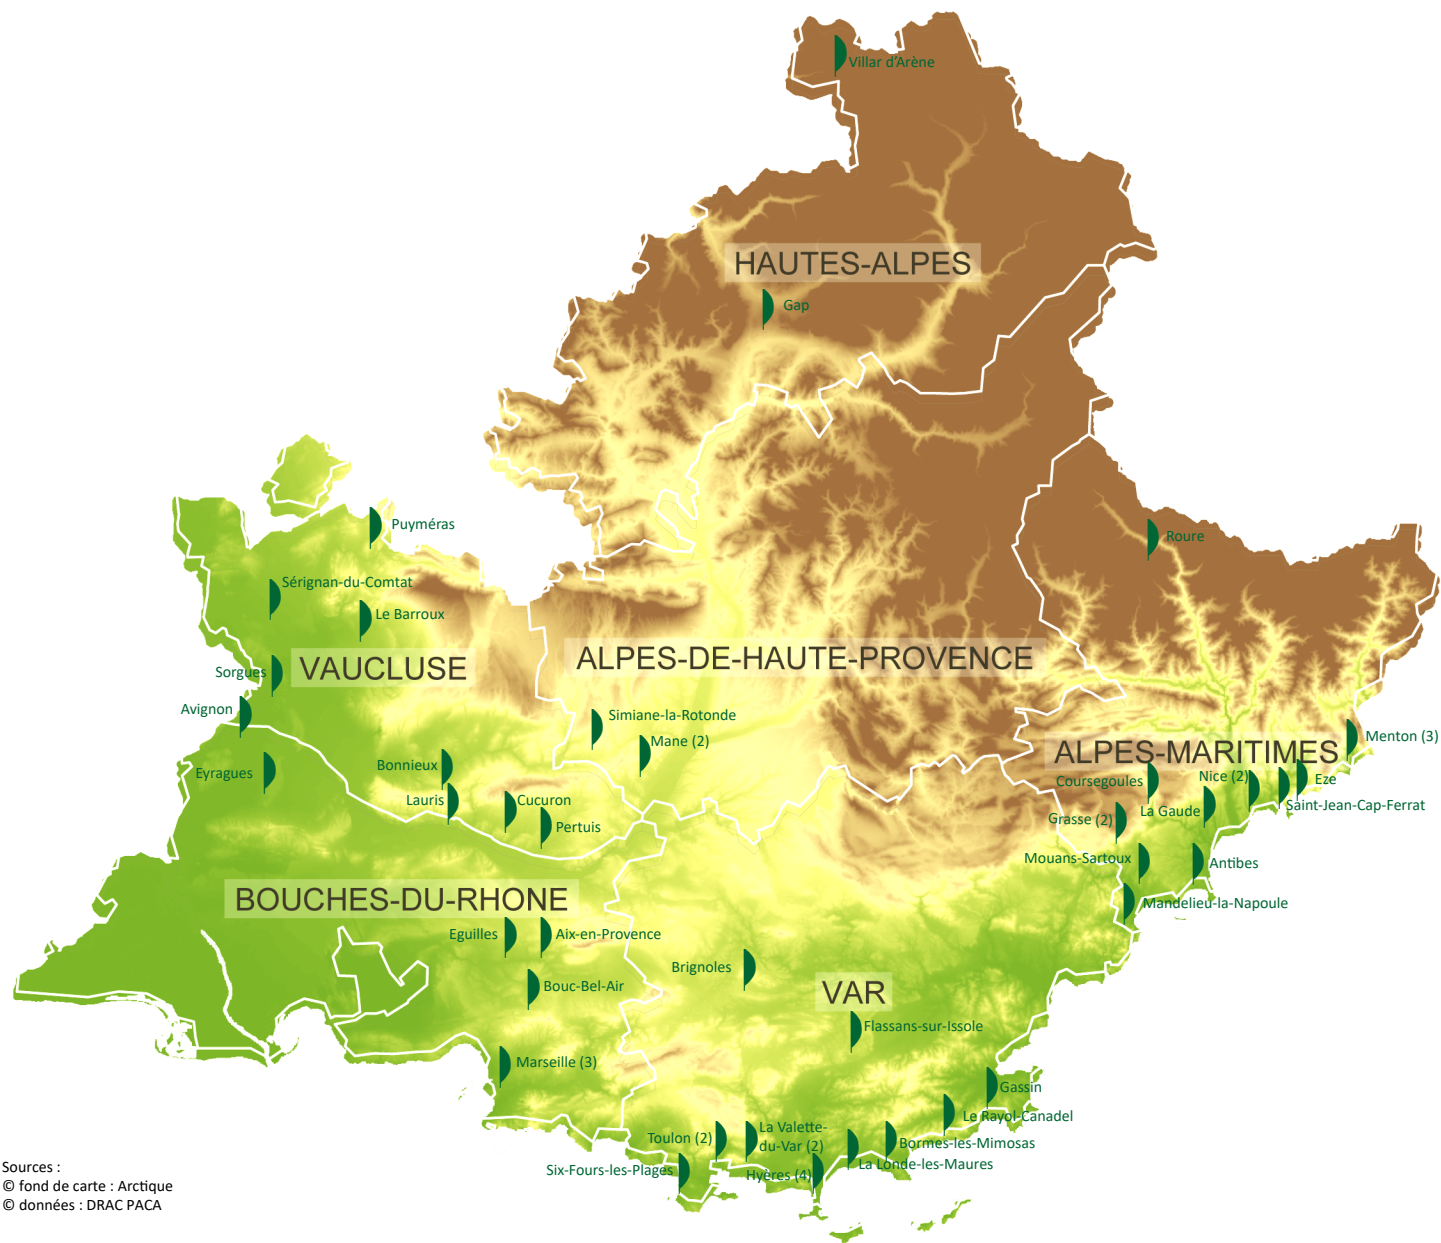 Villar d'Arène
HAUTES-ALPES
Gap
Puyméras
Roure
Sérignan-du-Comtat
Le Barroux
VAUCLUSE
Sorgues
ALPES-DE-HAUTE-PROVENCE
Avignon
Simiane-la-Rotonde
Mane (2)
Menton (3)
ALPES-MARITIMES
Eyragues
Bonnieux
Coursegoules
Nice (2)
Eze
Lauris
Cucuron
Saint-Jean-Cap-Ferrat
La Gaude
Grasse (2)
Pertuis
Mouans-Sartoux
Antibes
BOUCHES-DU-RHONE
Mandelieu-la-Napoule
Eguilles
Aix-en-Provence
Brignoles
Bouc-Bel-Air
VAR
Flassans-sur-Issole
Marseille (3)
Gassin
Le Rayol-Canadel
La Valette-
du-Var (2)
Toulon (2)
Bormes-les-Mimosas
La Londe-les-Maures
Six-Fours-les-Plages
Hyères (4)
Sources :
© fond de carte : Arctique
© données : DRAC PACA